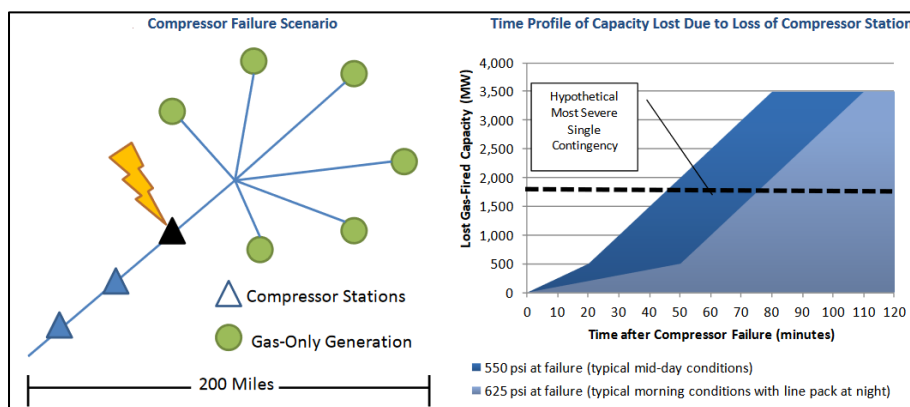 Compressor Failure Scenario
Compressor Stations
Gas-Only Generation
200 Miles
Time Profile of Capacity Lost Due to Loss of Compressor Station
Lost Gas-Fired Capacity (MW)
4,000
3,500
3,000
2,500
2,000
1,500
1,000
500
0
Hypothetical
Most Severe
Single
Contingency
0 10 20 30 40 50 60 70 80 90 100 110 120
Time after Compressor Failure (minutes)
550 psi at failure (typical mid-day conditions)
625 psi at failure (typical morning conditions with line pack at night)